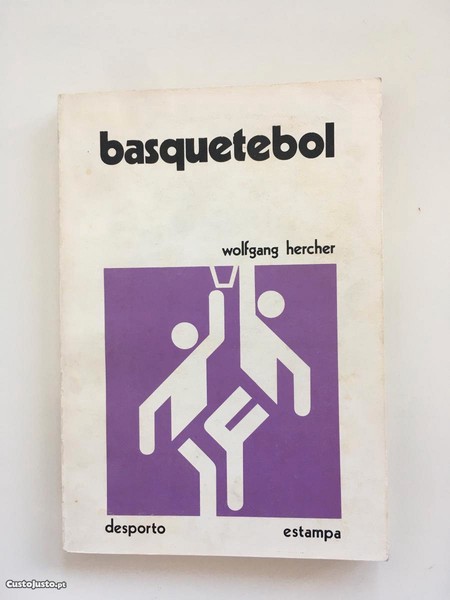 basquetebol
wolfgang hercher
desporto
estampa
CustoJusto.pt